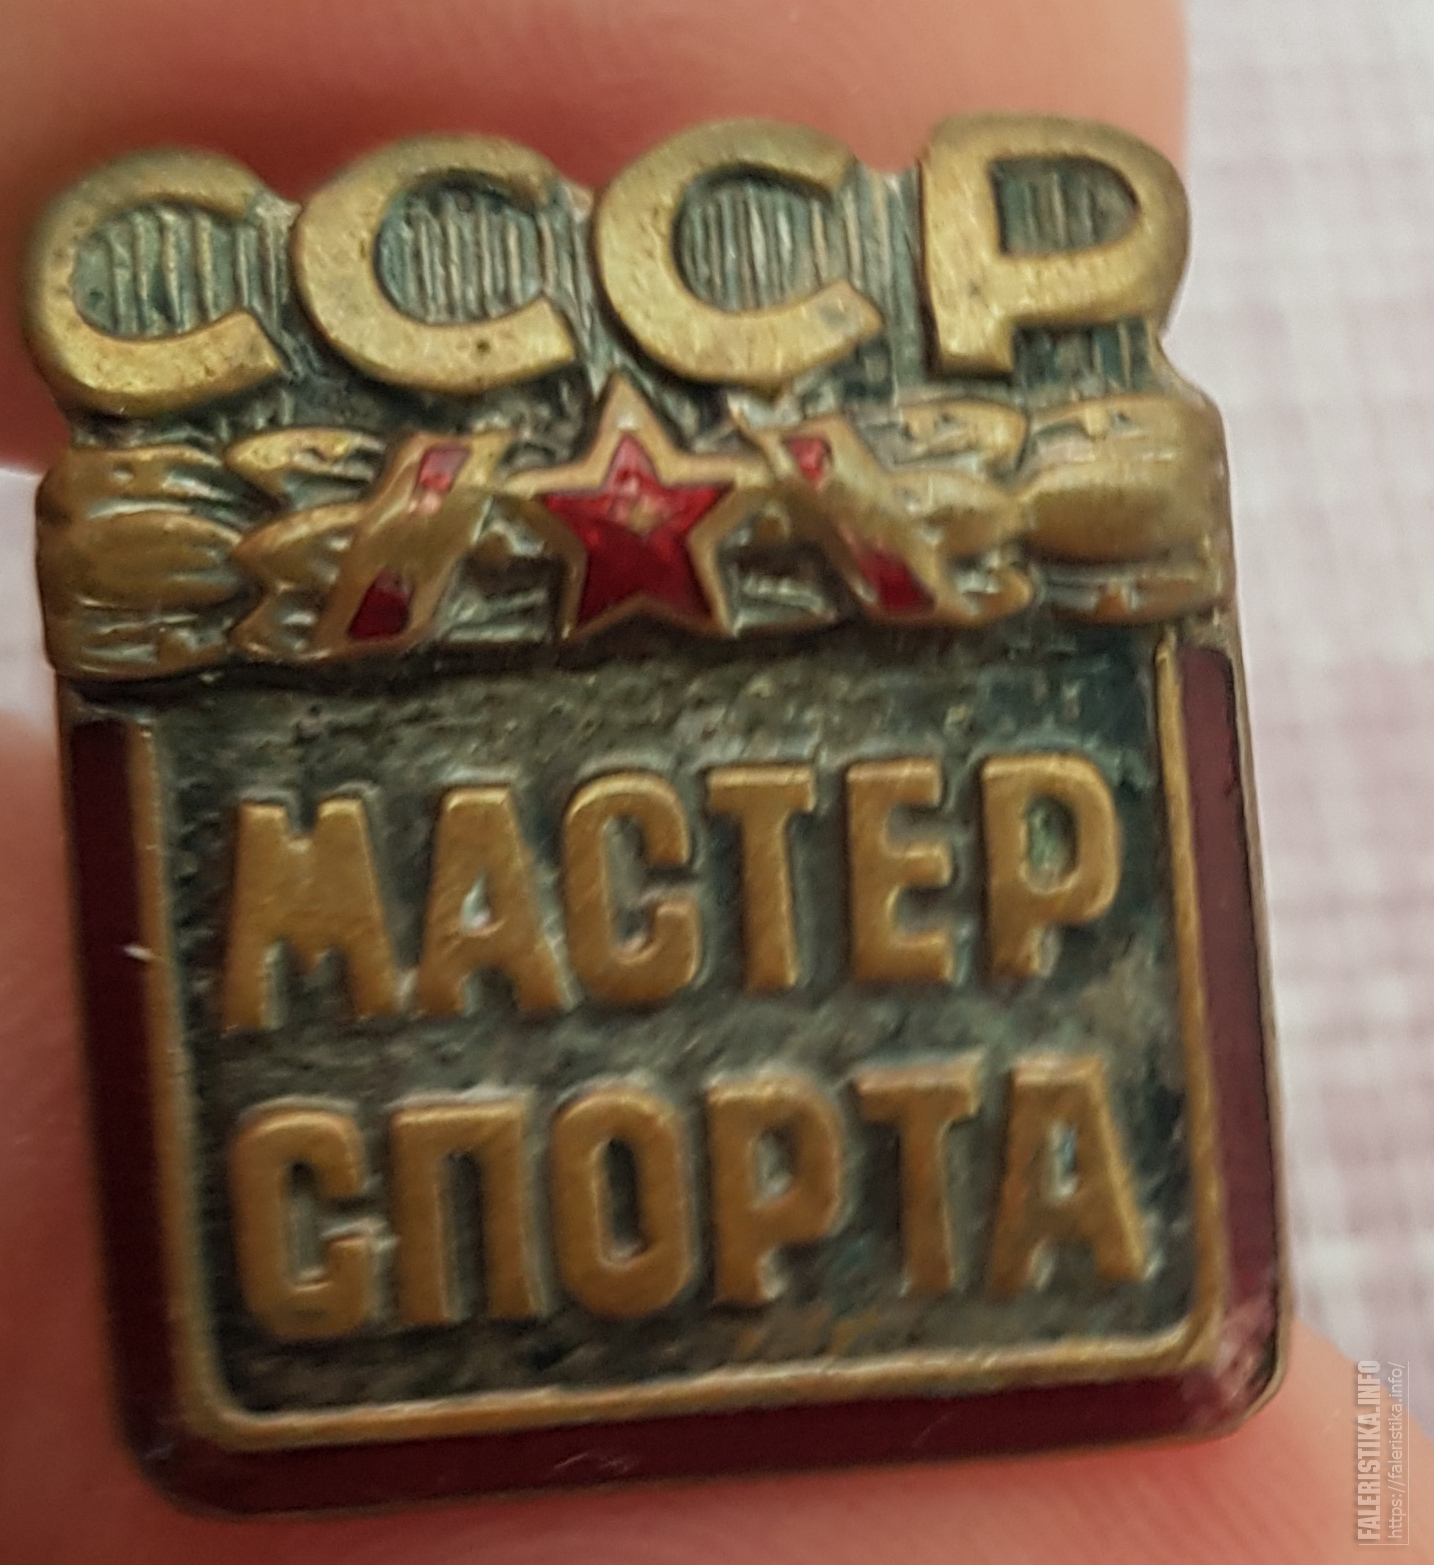 СССР
МАСТЕР
СПОРТА
FALERISTIKA.INFO
https://faleristika.info/